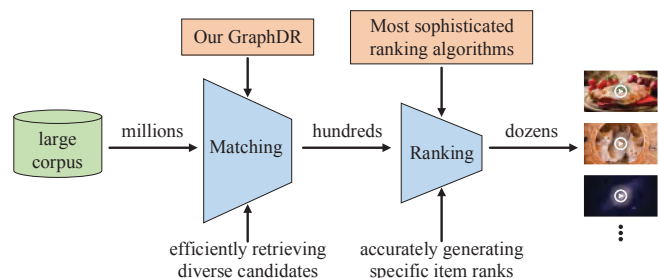 Our GraphDR
Most sophisticated
ranking algorithms
large
corpus
millions
Matching
hundreds
Ranking
dozens
efficiently retrieving
diverse candidates
accurately generating
specific item ranks